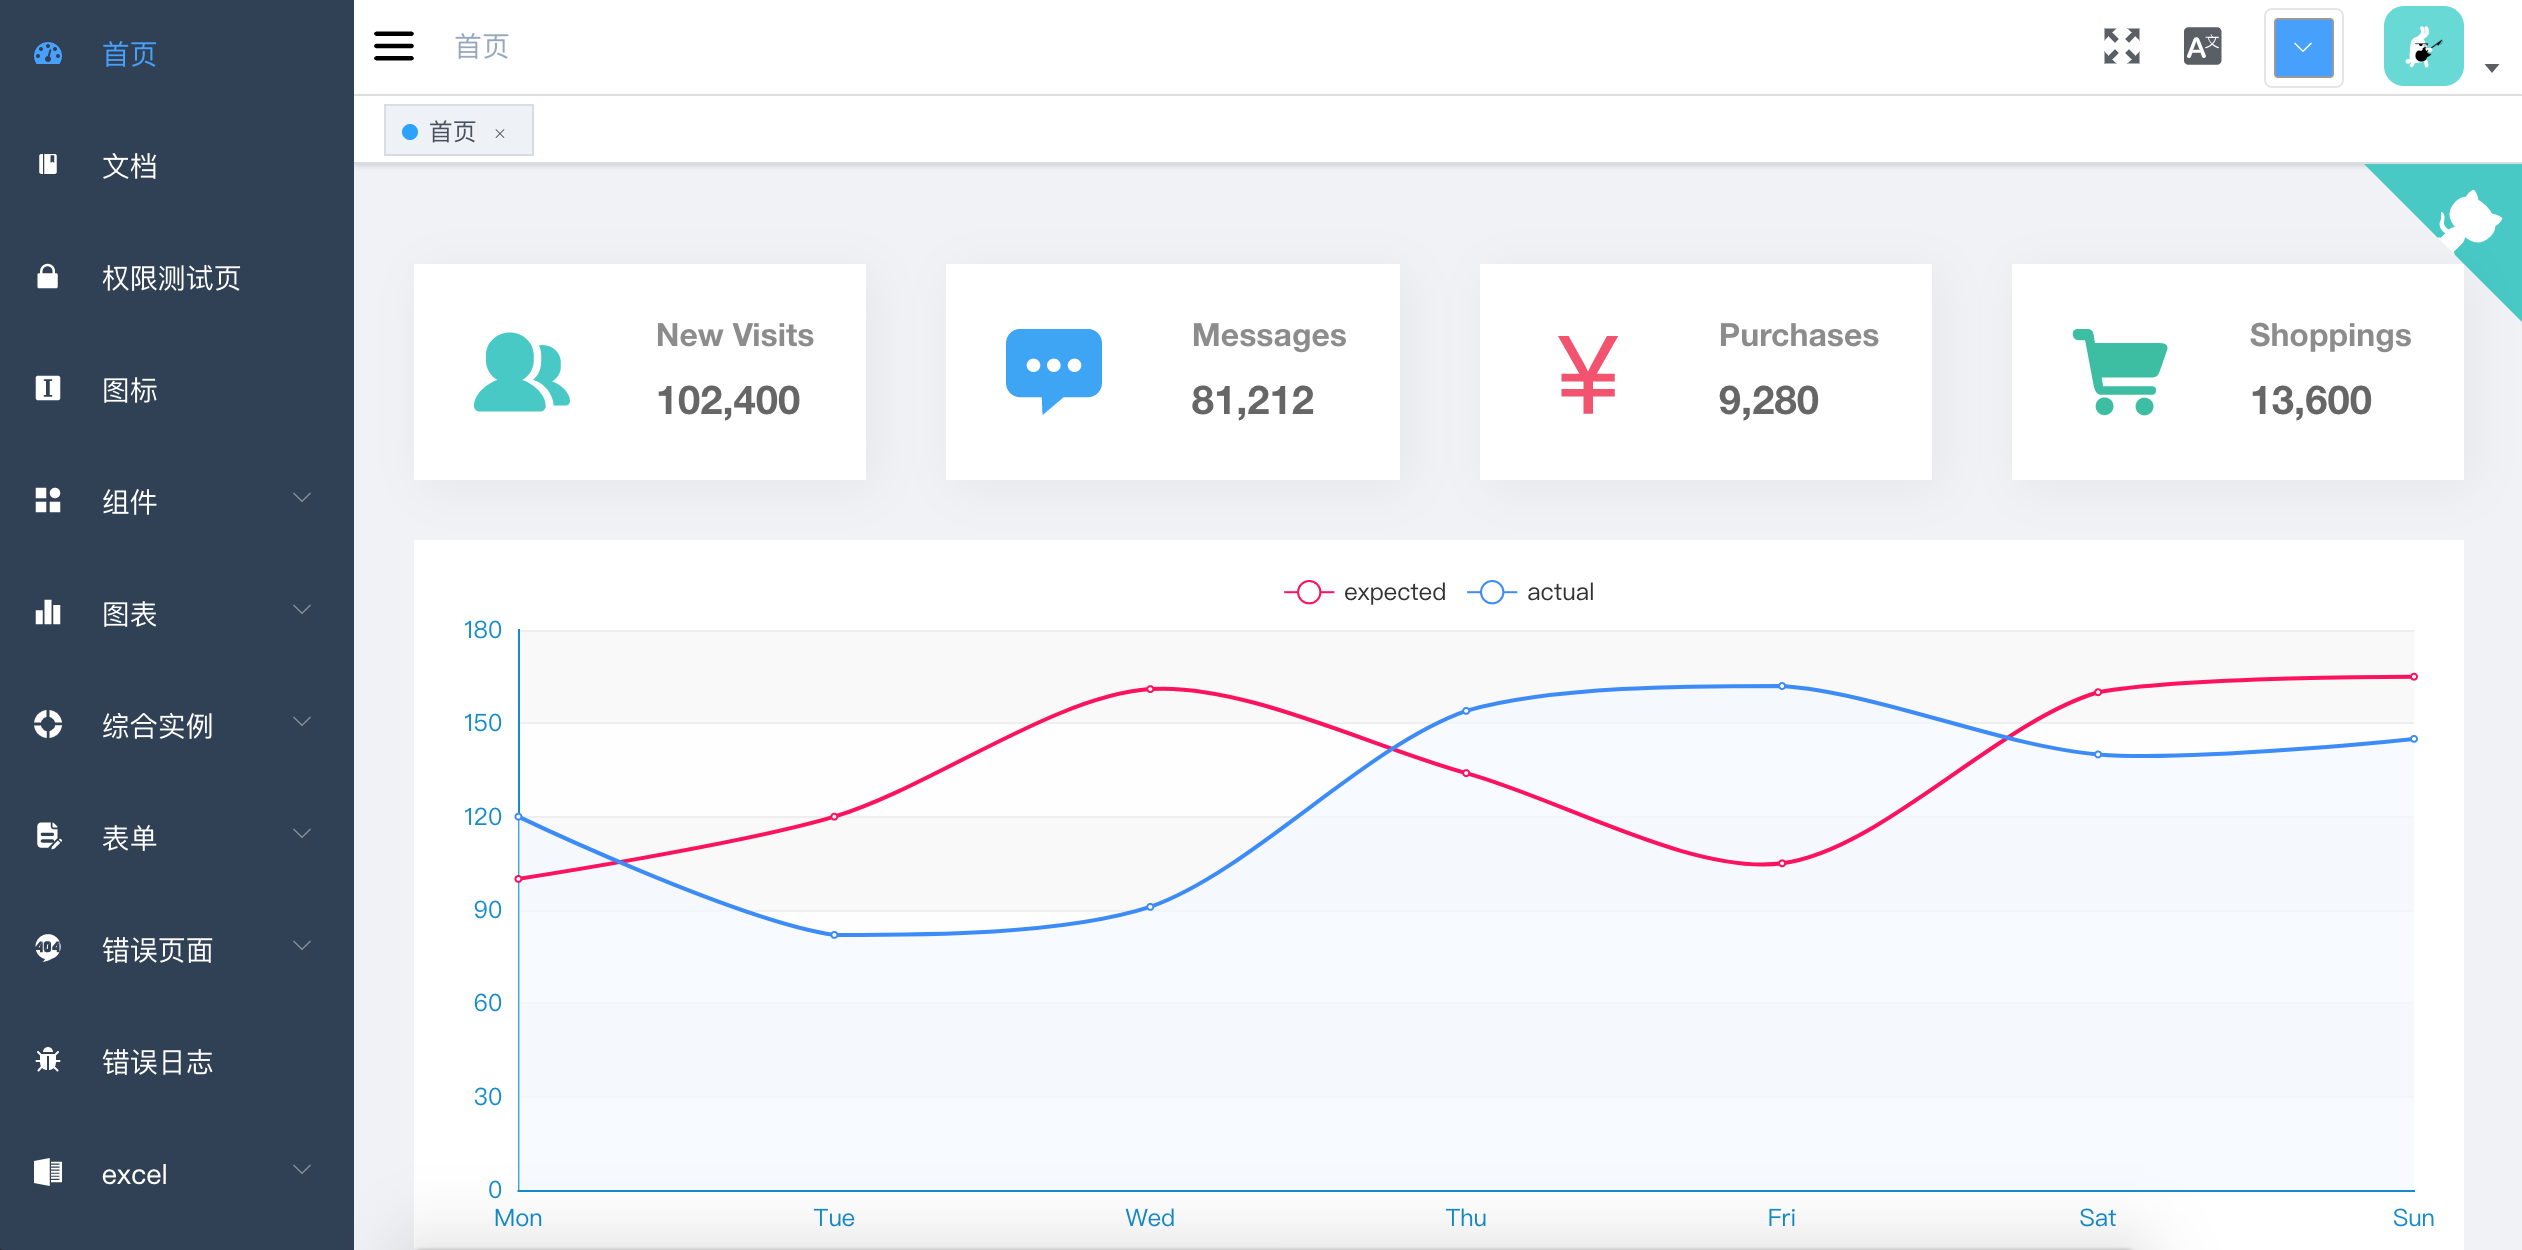 首页
文档
权限测试页
图标
组件
图表
综合实例
表单
错误页面
错误日志
excel
首页
A文
首页 ×
New Visits
102,400
Messages
81,212
¥
Purchases
9,280
Shoppings
13,600
expected actual
180
150
120
90
60
30
0
Mon Tue Wed Thu Fri Sat Sun
404